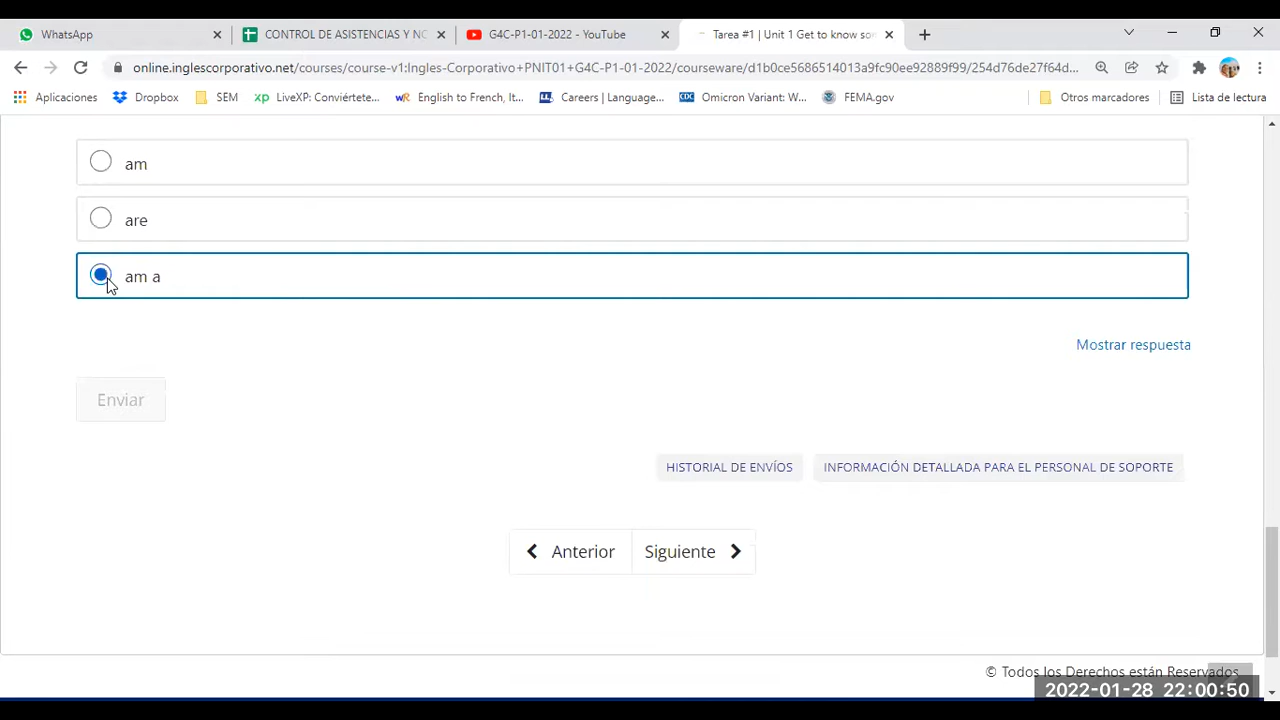 WhatsApp
CONTROL DE ASISTENCIAS Y NO
G4C-P1-01-2022 - YouTube
Tarea #1 | Unit 1 Get to know som
online.inglescorporativo.net/courses/course-v1:Ingles-Corporativo+PNIT01+G4C-P1-01-2022/courseware/d1b0ce5686514013a9fc90ee92889f99/254d76de27f64d...
Aplicaciones
Dropbox
SEM
LiveXP: Conviértete...
English to French, It...
Careers | Language...
Omicron Variant: W...
FEMA.gov
Otros marcadores
Lista de lectura
am
are
am a
Mostrar respuesta
Enviar
HISTORIAL DE ENVÍOS
INFORMACIÓN DETALLADA PARA EL PERSONAL DE SOPORTE
Anterior
Siguiente
© Todos los Derechos están Reservados
2022-01-28 22:00:50